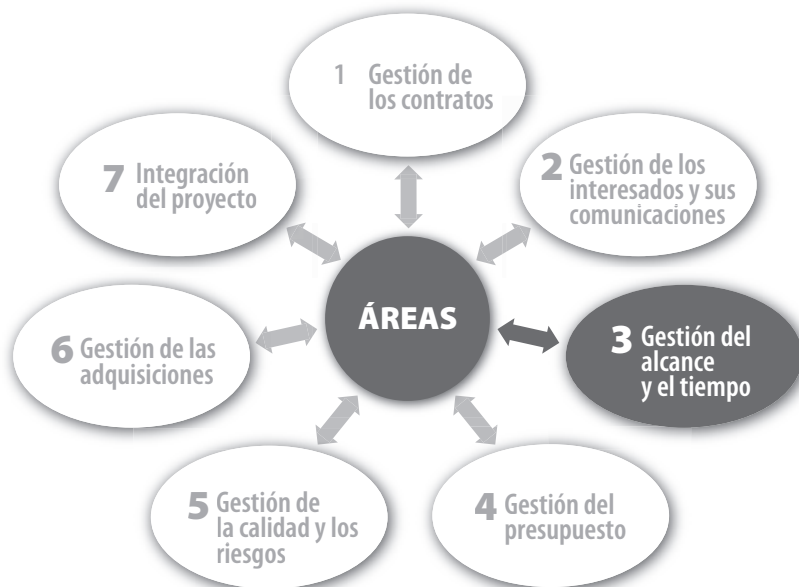 1 Gestión de
los contratos
2 Gestión de los
interesados y sus
comunicaciones
3 Gestión del
alcance
y el tiempo
4 Gestión del
presupuesto
5 Gestión de
la calidad y los
riesgos
6 Gestión de las
adquisiciones
7 Integración
del proyecto
ÁREAS